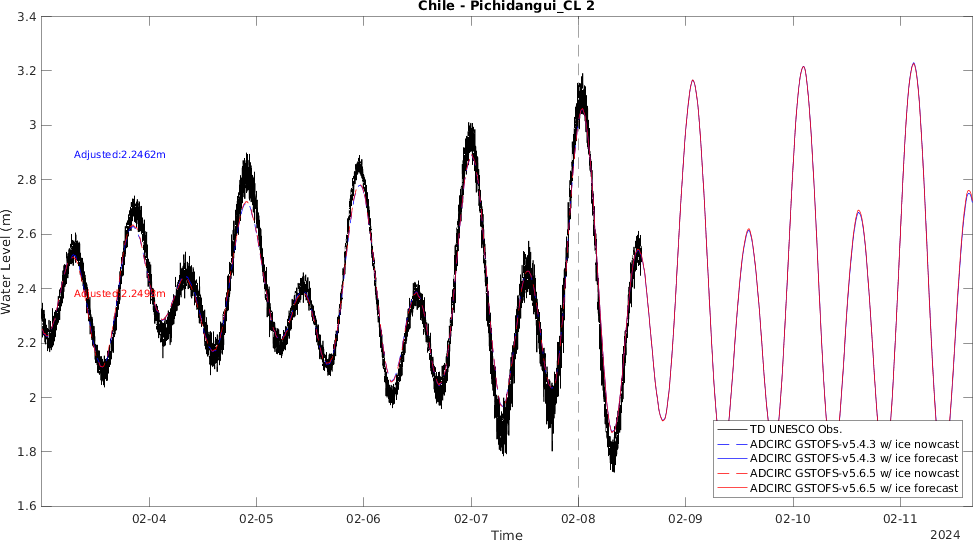 Chile - Pichidangui_CL 2
3.4
3.2
3
2.8
2.6
2.4
2.2
2
1.8
1.6
Water Level (m)
Adjusted:2.2462m
TD UNESCO Obs.
ADCIRC GSTOFS-v5.4.3 w/ ice nowcast
ADCIRC GSTOFS-v5.4.3 w/ ice forecast
ADCIRC GSTOFS-v5.6.5 w/ ice nowcast
ADCIRC GSTOFS-v5.6.5 w/ ice forecast
02-04
02-05
02-06
02-07
02-08
02-09
02-10
02-11
Time
2024